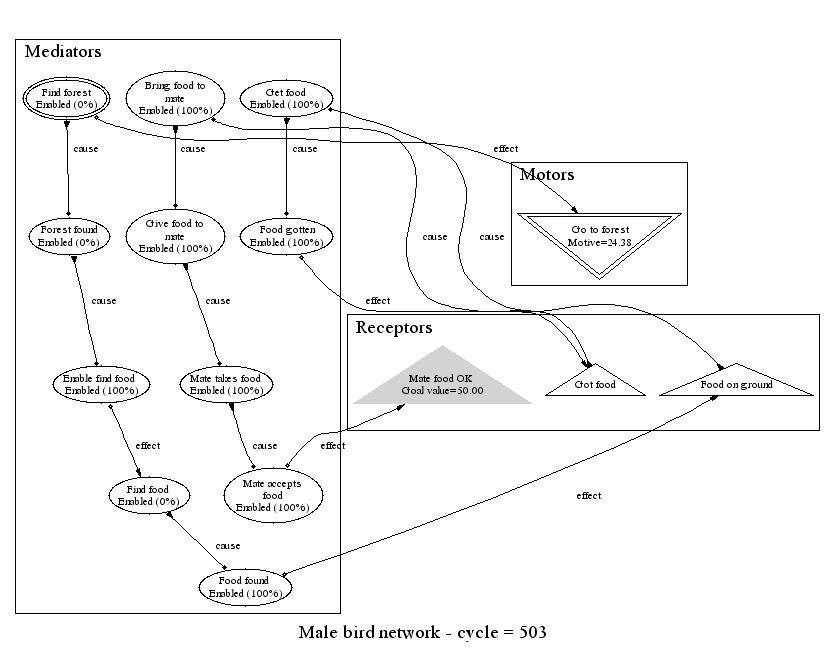 Mediators
Find forest
Enabled (0%)
Bring food to
mate
Enabled (100%)
Get food
Enabled (100%)
cause
cause
cause
effect
Motors
Go to forest
Motive=24.38
Forest found
Enabled (0%)
Give food to
mate
Enabled (100%)
Food gotten
Enabled (100%)
cause
cause
cause
cause
effect
Receptors
Mate food OK
Goal value=50.00
Got food
Food on ground
Enable find food
Enabled (100%)
Mate takes food
Enabled (100%)
effect
cause
effect
Find food
Enabled (0%)
Mate accepts
food
Enabled (100%)
effect
cause
Food found
Enabled (100%)
Male bird network - cycle = 503